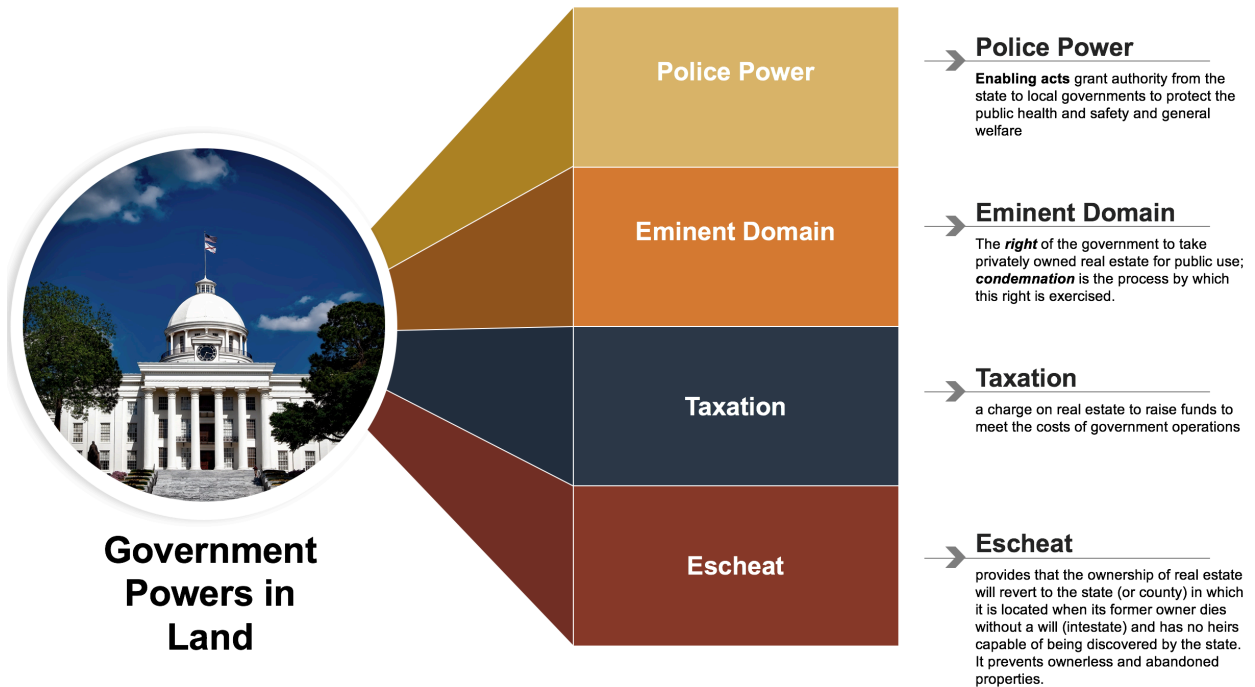 Government
Powers in
Land
Police Power
Eminent Domain
Taxation
Escheat
Police Power
Enabling acts grant authority from the
state to local governments to protect the
public health and safety and general
welfare
Eminent Domain
The right of the government to take
privately owned real estate for public use;
condemnation is the process by which
this right is exercised.
Taxation
a charge on real estate to raise funds to
meet the costs of government operations
Escheat
provides that the ownership of real estate
will revert to the state (or county) in which
it is located when its former owner dies
without a will (intestate) and has no heirs
capable of being discovered by the state.
It prevents ownerless and abandoned
properties.